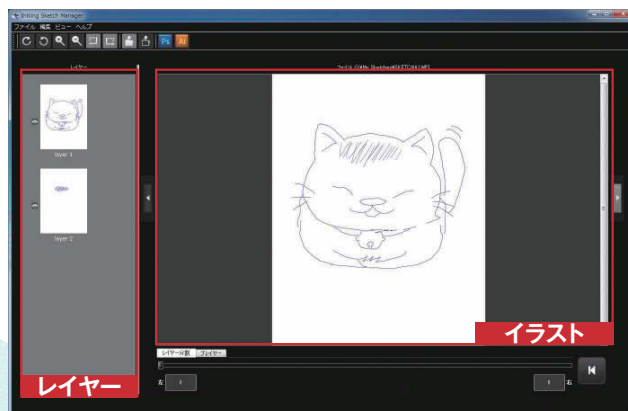 Inkling Sketch Manager
ファイル 編集 ビュー ヘルプ
Ps Ai
レイヤー
layer 1
layer 2
イラスト
レイヤー分割 プレイヤー
左
右
レイヤー